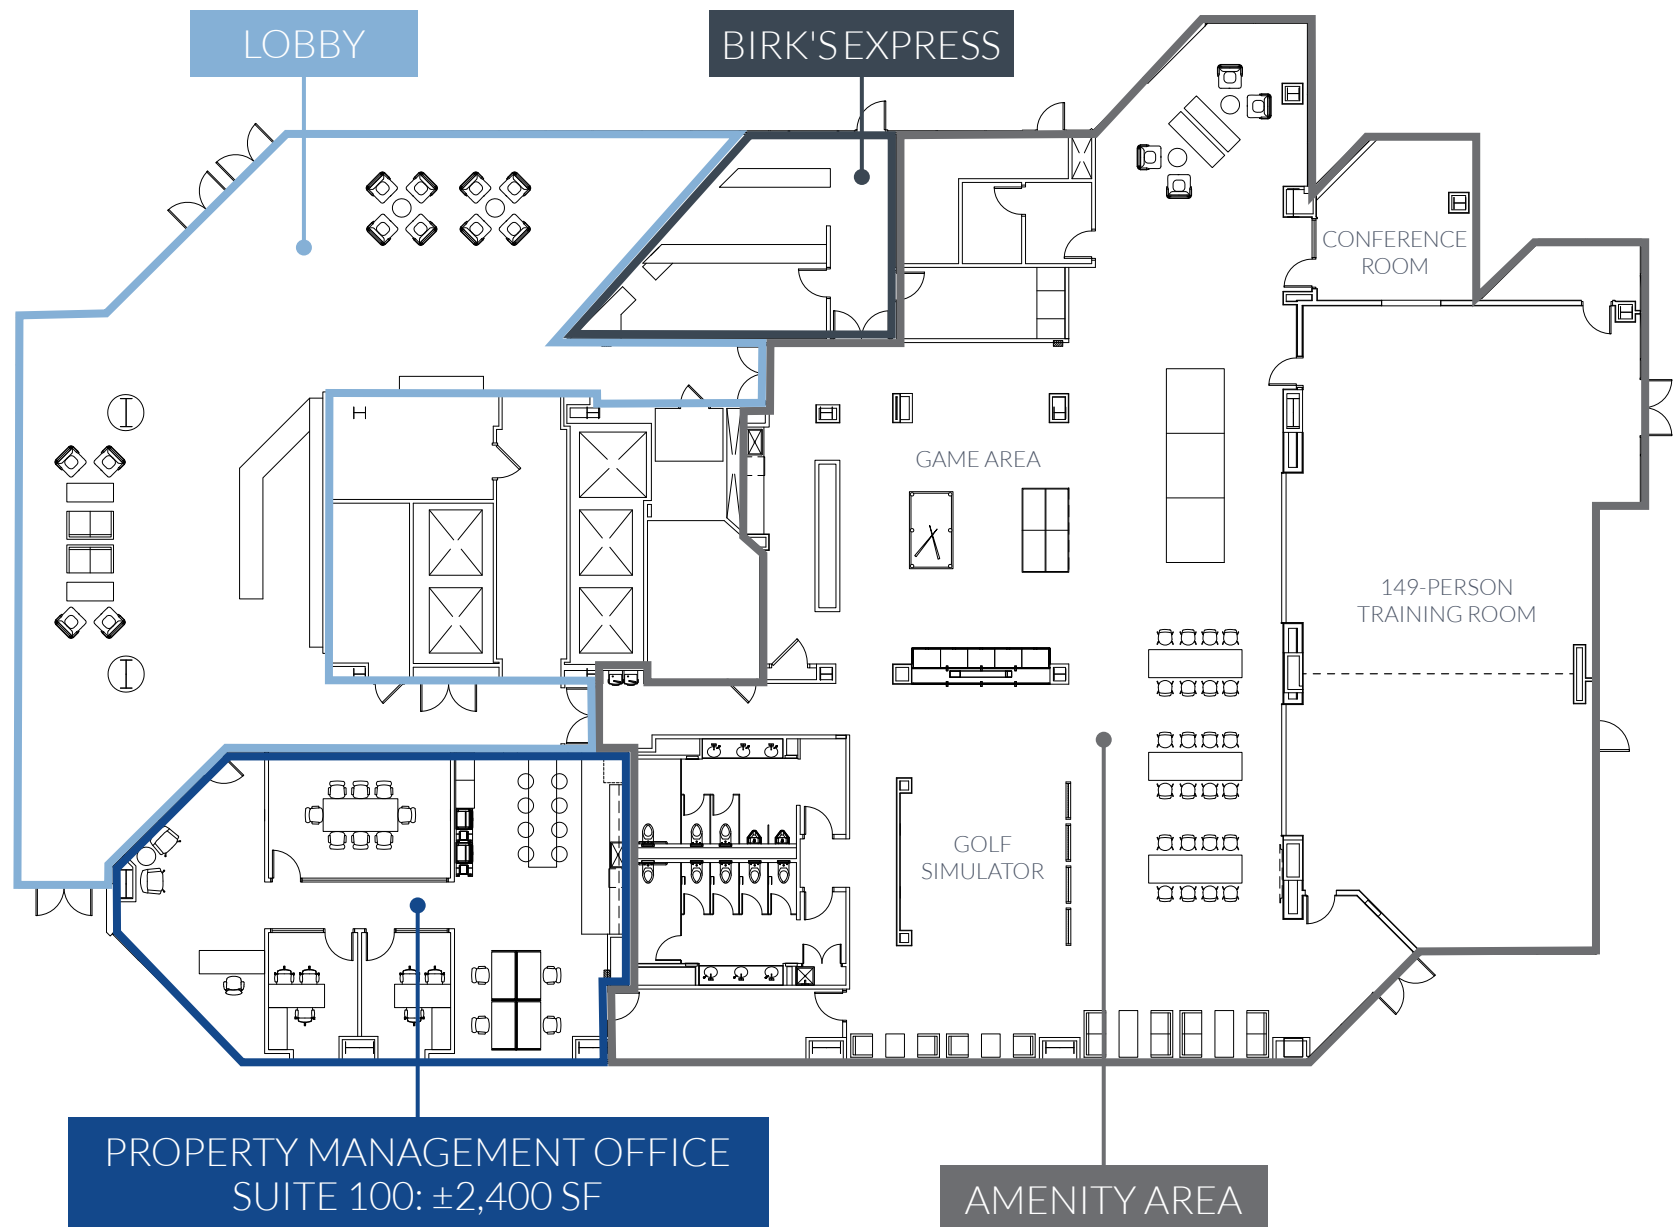 LOBBY
BIRK'S EXPRESS
CONFERENCE
ROOM
GAME AREA
149-PERSON
TRAINING ROOM
GOLF
SIMULATOR
PROPERTY MANAGEMENT OFFICE
SUITE 100: ±2,400 SF
AMENITY AREA